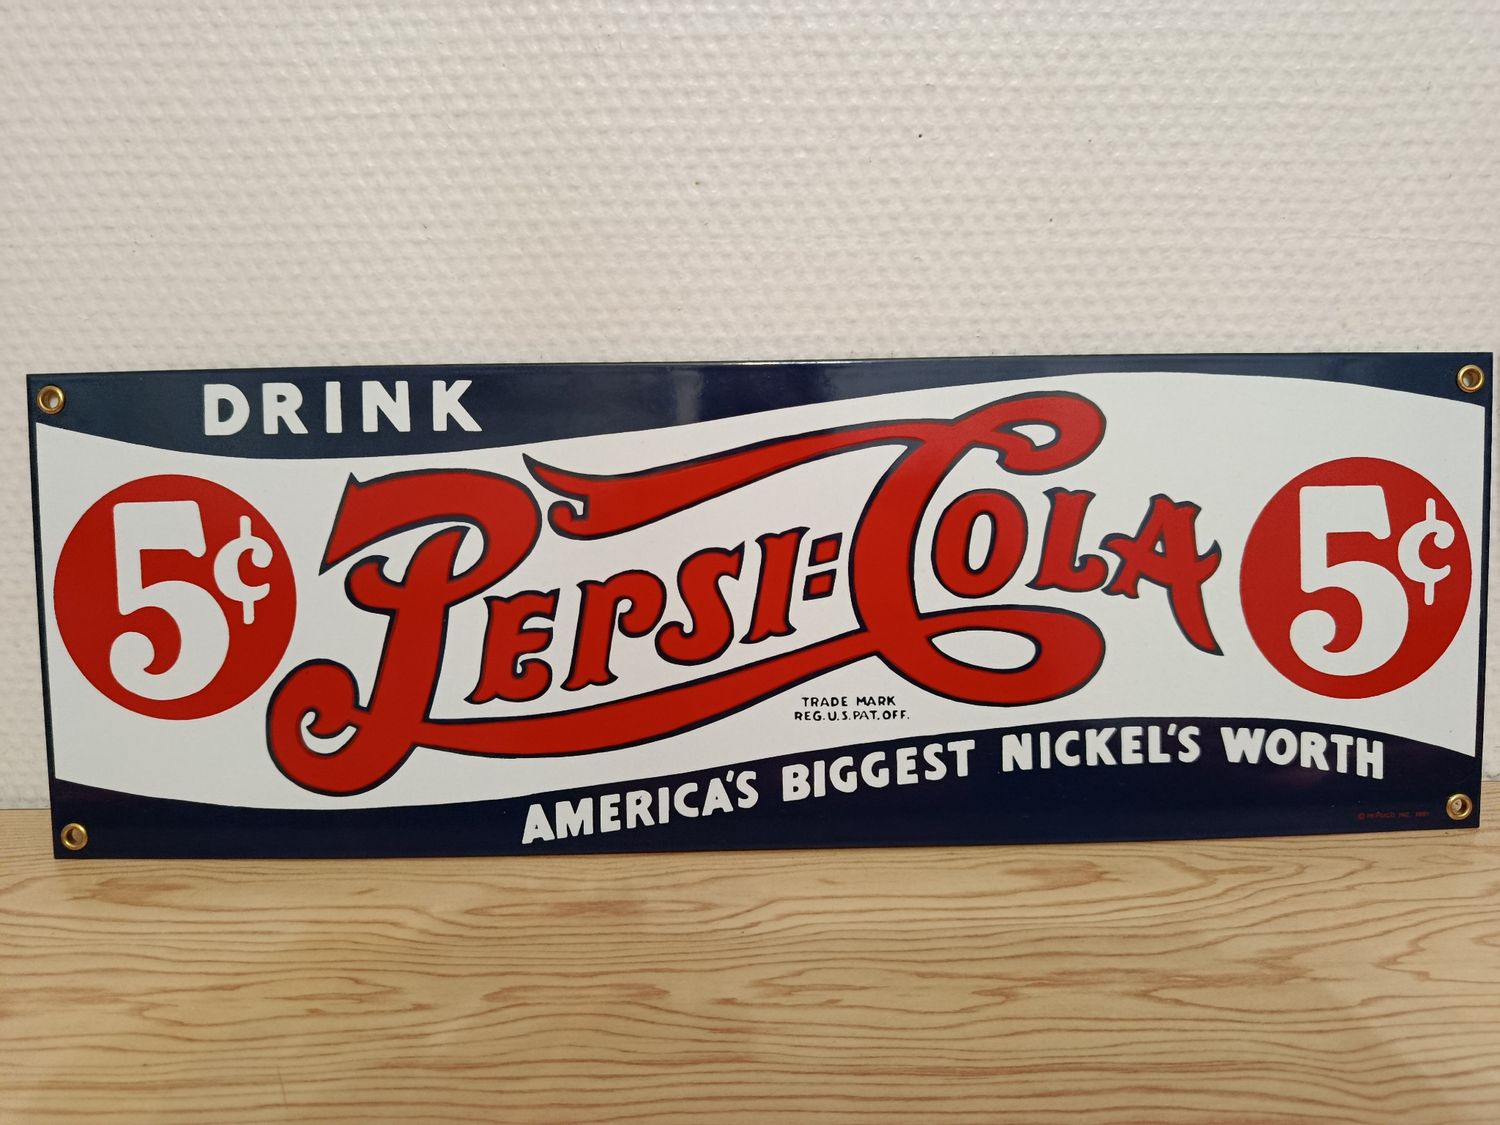 DRINK
5¢
PEPSI:COLA
5¢
TRADE MARK
REG.U.S.PAT.OFF.
AMERICA'S BIGGEST NICKEL'S WORTH